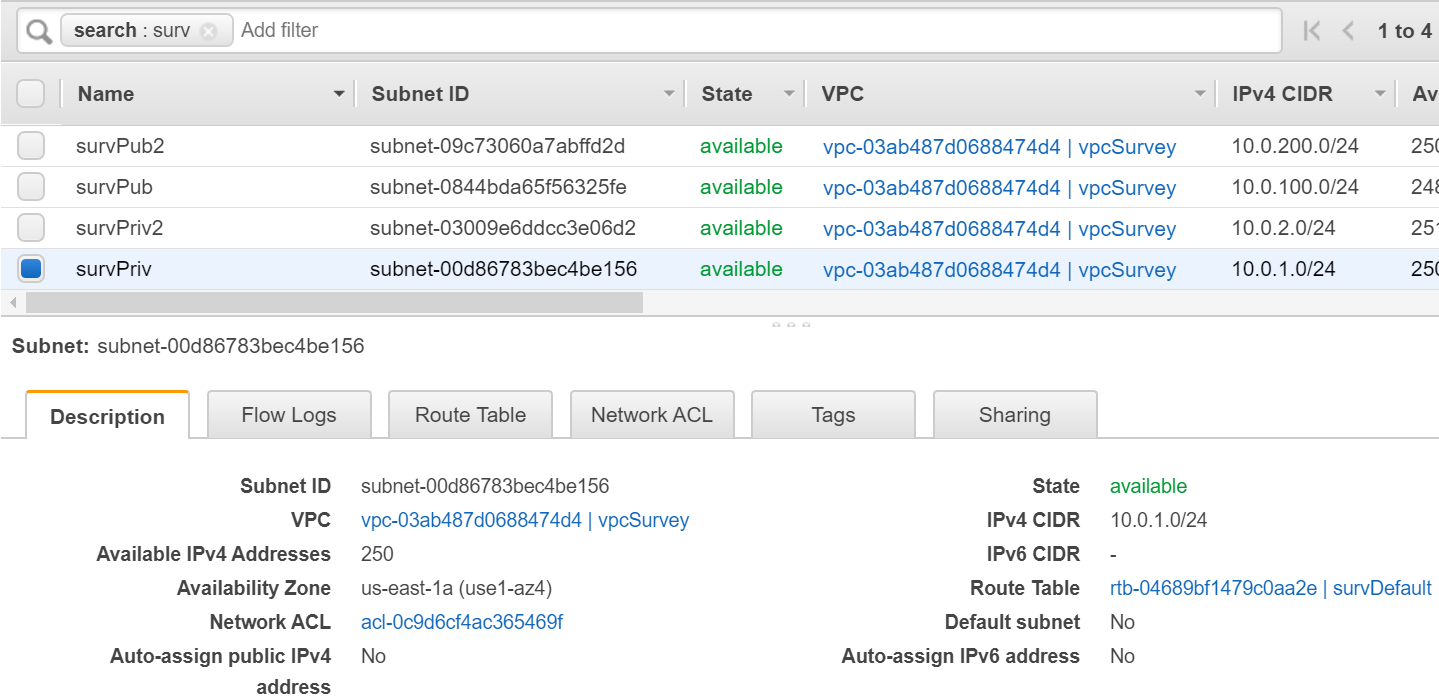 search : surv Add filter 1 to 4
Name Subnet ID State VPC IPv4 CIDR Av
survPub2 subnet-09c73060a7abffd2d available vpc-03ab487d0688474d4 | vpcSurvey 10.0.200.0/24 250
survPub subnet-0844bda65f56325fe available vpc-03ab487d0688474d4 | vpcSurvey 10.0.100.0/24 248
survPriv2 subnet-03009e6ddcc3e06d2 available vpc-03ab487d0688474d4 | vpcSurvey 10.0.2.0/24 251
survPriv subnet-00d86783bec4be156 available vpc-03ab487d0688474d4 | vpcSurvey 10.0.1.0/24 250
Subnet: subnet-00d86783bec4be156
Description Flow Logs Route Table Network ACL Tags Sharing
Subnet ID subnet-00d86783bec4be156 State available
VPC vpc-03ab487d0688474d4 | vpcSurvey IPv4 CIDR 10.0.1.0/24
Available IPv4 Addresses 250 IPv6 CIDR -
Availability Zone us-east-1a (use1-az4) Route Table rtb-04689bf1479c0aa2e | survDefault
Network ACL acl-0c9d6cf4ac365469f Default subnet No
Auto-assign public IPv4 No Auto-assign IPv6 address No
address